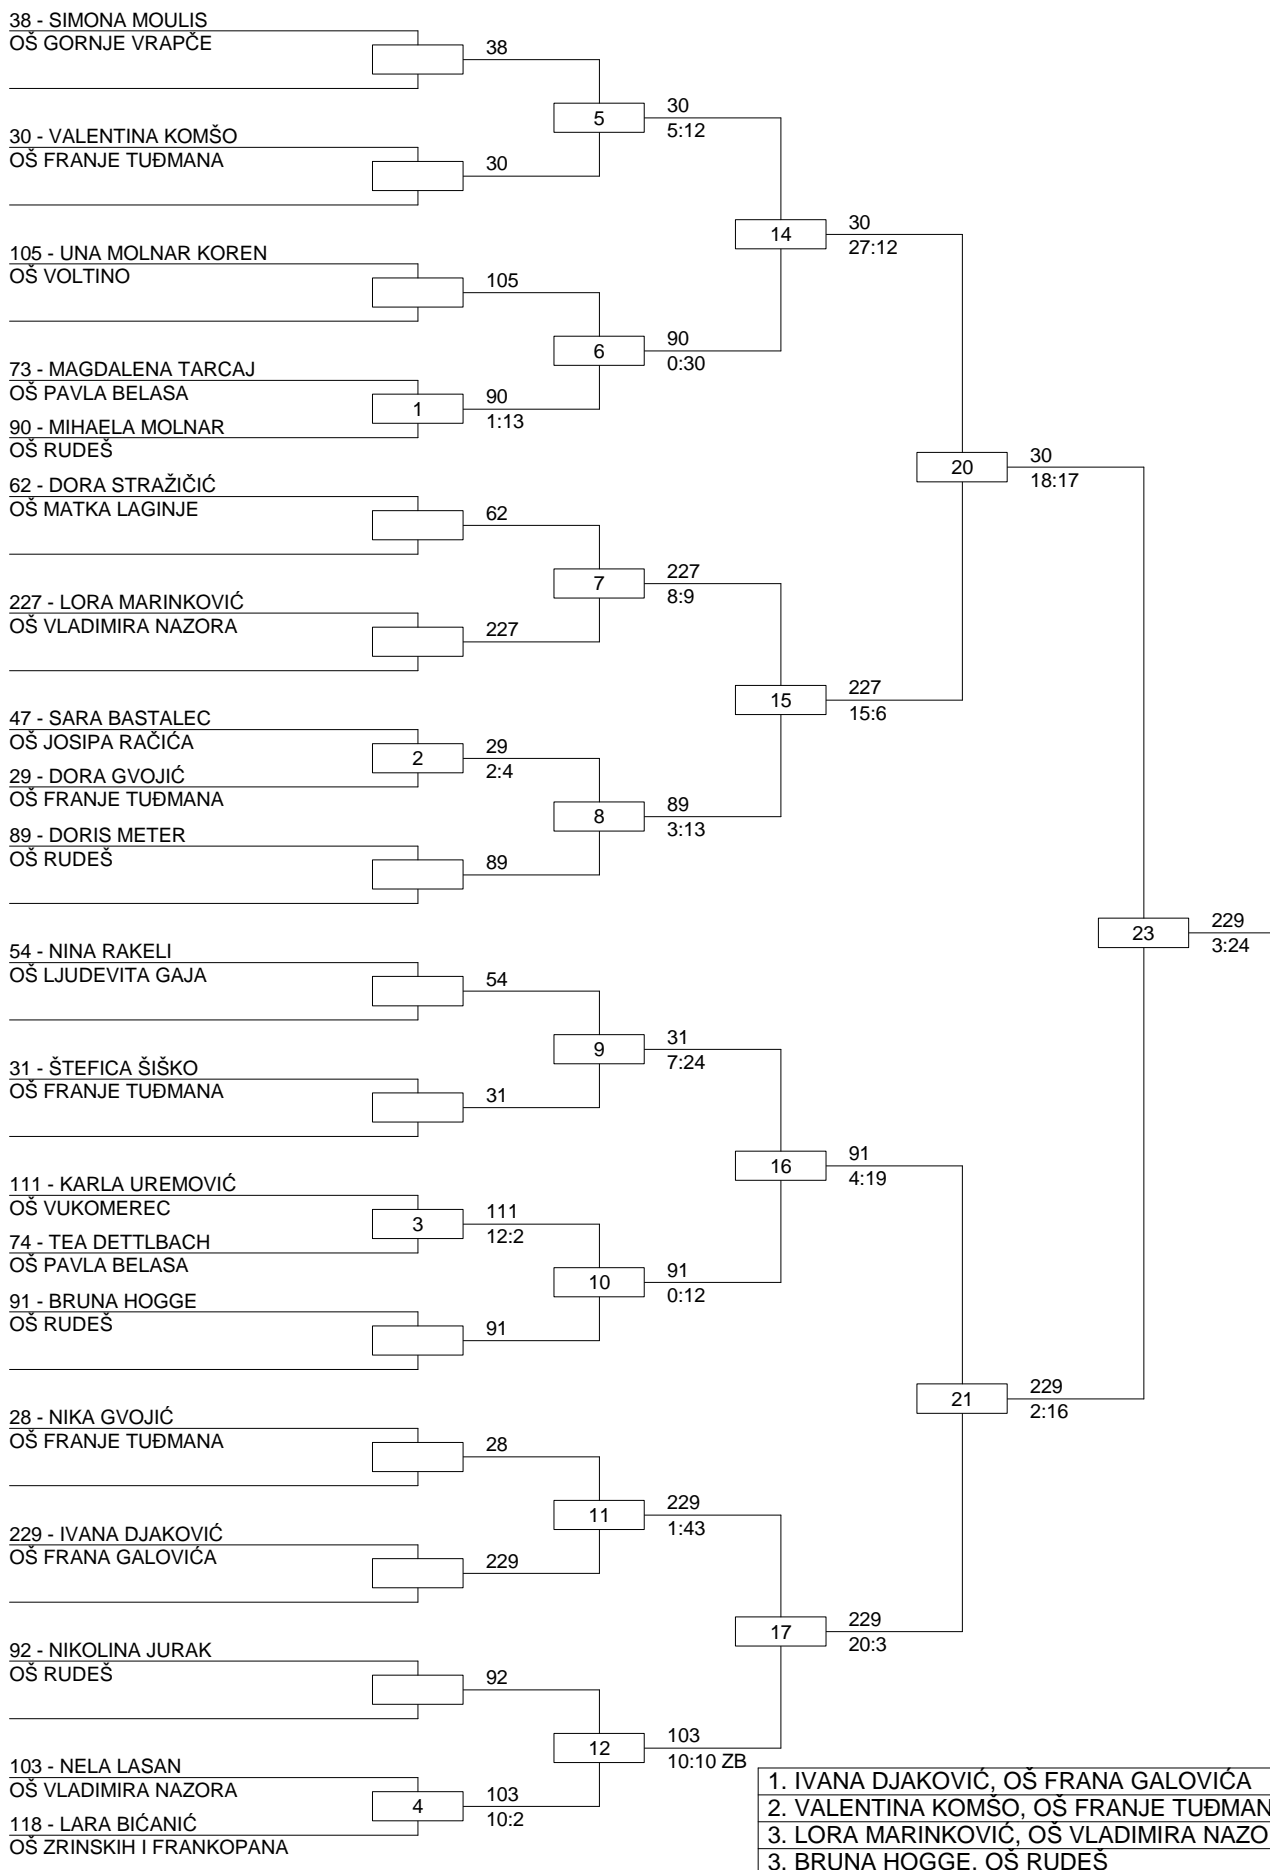 38 - SIMONA MOULIS
OŠ GORNJE VRAPČE
38
5
30
5:12
30 - VALENTINA KOMŠO
OŠ FRANJE TUĐMANA
30
14
30
27:12
105 - UNA MOLNAR KOREN
OŠ VOLTINO
105
6
90
0:30
73 - MAGDALENA TARCAJ
OŠ PAVLA BELASA
1
90
1:13
90 - MIHAELA MOLNAR
OŠ RUDEŠ
20
30
18:17
62 - DORA STRAŽIČIĆ
OŠ MATKA LAGINJE
62
7
227
8:9
227 - LORA MARINKOVIĆ
OŠ VLADIMIRA NAZORA
227
15
227
15:6
47 - SARA BASTALEC
OŠ JOSIPA RAČIĆA
2
29
2:4
29 - DORA GVOJIĆ
OŠ FRANJE TUĐMANA
8
89
3:13
89 - DORIS METER
OŠ RUDEŠ
89
23
229
3:24
54 - NINA RAKELI
OŠ LJUDEVITA GAJA
54
9
31
7:24
31 - ŠTEFICA ŠIŠKO
OŠ FRANJE TUĐMANA
31
16
91
4:19
111 - KARLA UREMOVIĆ
OŠ VUKOMEREC
3
111
12:2
74 - TEA DETTLBACH
OŠ PAVLA BELASA
10
91
0:12
91 - BRUNA HOGGE
OŠ RUDEŠ
91
21
229
2:16
28 - NIKA GVOJIĆ
OŠ FRANJE TUĐMANA
28
11
229
1:43
229 - IVANA DJAKOVIĆ
OŠ FRANA GALOVIĆA
229
17
229
20:3
92 - NIKOLINA JURAK
OŠ RUDEŠ
92
12
103
10:10 ZB
103 - NELA LASAN
OŠ VLADIMIRA NAZORA
4
103
10:2
118 - LARA BIĆANIĆ
OŠ ZRINSKIH I FRANKOPANA
1. IVANA DJAKOVIĆ, OŠ FRANA GALOVIĆA
2. VALENTINA KOMŠO, OŠ FRANJE TUĐMAN
3. LORA MARINKOVIĆ, OŠ VLADIMIRA NAZO
3. BRUNA HOGGE, OŠ RUDEŠ